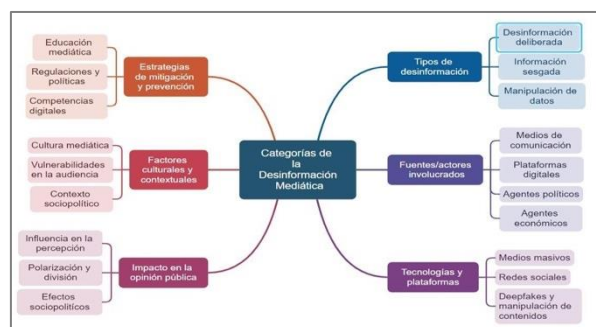 Educación
mediática
Regulaciones y
políticas
Competencias
digitales
Estrategias
de mitigación
y prevención
Cultura mediática
Vulnerabilidades
en la audiencia
Contexto
sociopolítico
Factores
culturales y
contextuales
Influencia en la
percepción
Polarización y
división
Efectos
sociopolíticos
Impacto en la
opinión pública
Categorías de
la
Desinformación
Mediática
Tipos de
desinformación
Desinformación
deliberada
Información
sesgada
Manipulación
de datos
Fuentes/actores
involucrados
Medios de
comunicación
Plataformas
digitales
Agentes políticos
Agentes
económicos
Tecnologías y
plataformas
Medios masivos
Redes sociales
Deepfakes y
manipulación de
contenidos